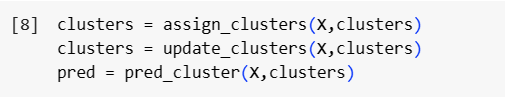 [8] clusters = assign_clusters(X,clusters)
clusters = update_clusters(X,clusters)
pred = pred_cluster(X,clusters)